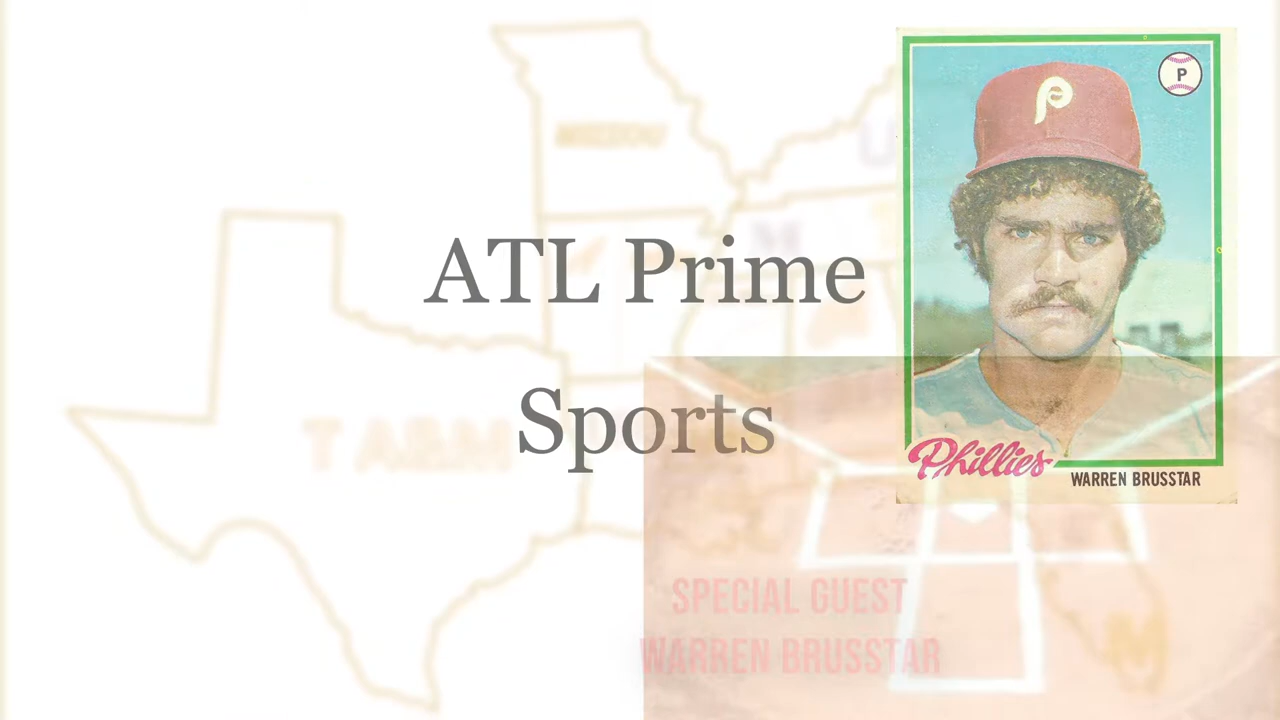 P
P
ATL Prime
Sports
Phillies
WARREN BRUSSTAR
SPECIAL GUEST
WARREN BRUSSTAR
M